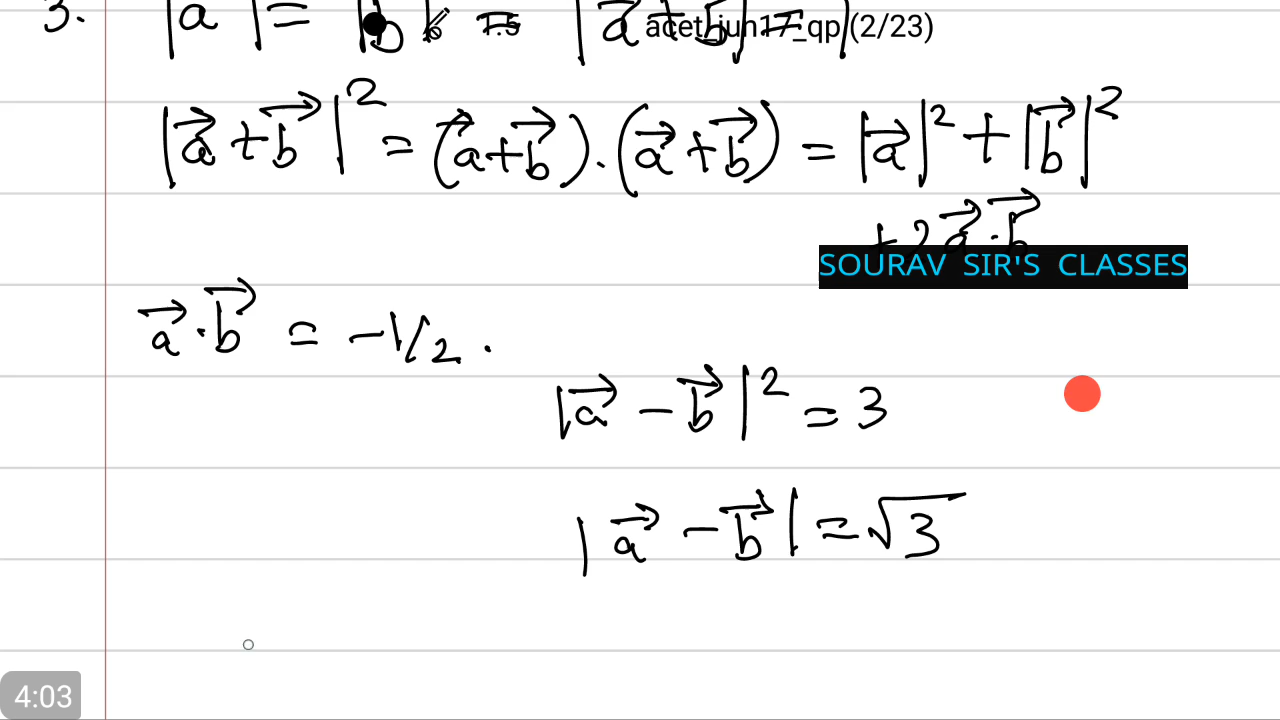 3. |a⃗| = |b⃗| = |a⃗+b⃗| = |
acet_jun17_qp (2/23)
|a⃗ + b⃗|² = (a⃗+b⃗).(a⃗+b⃗) = |a⃗|² + |b⃗|²
+ 2a⃗.b⃗
SOURAV SIR'S CLASSES
a⃗.b⃗ = -1/2.
|a⃗ - b⃗|² = 3
|a⃗ - b⃗| = √3
4:03